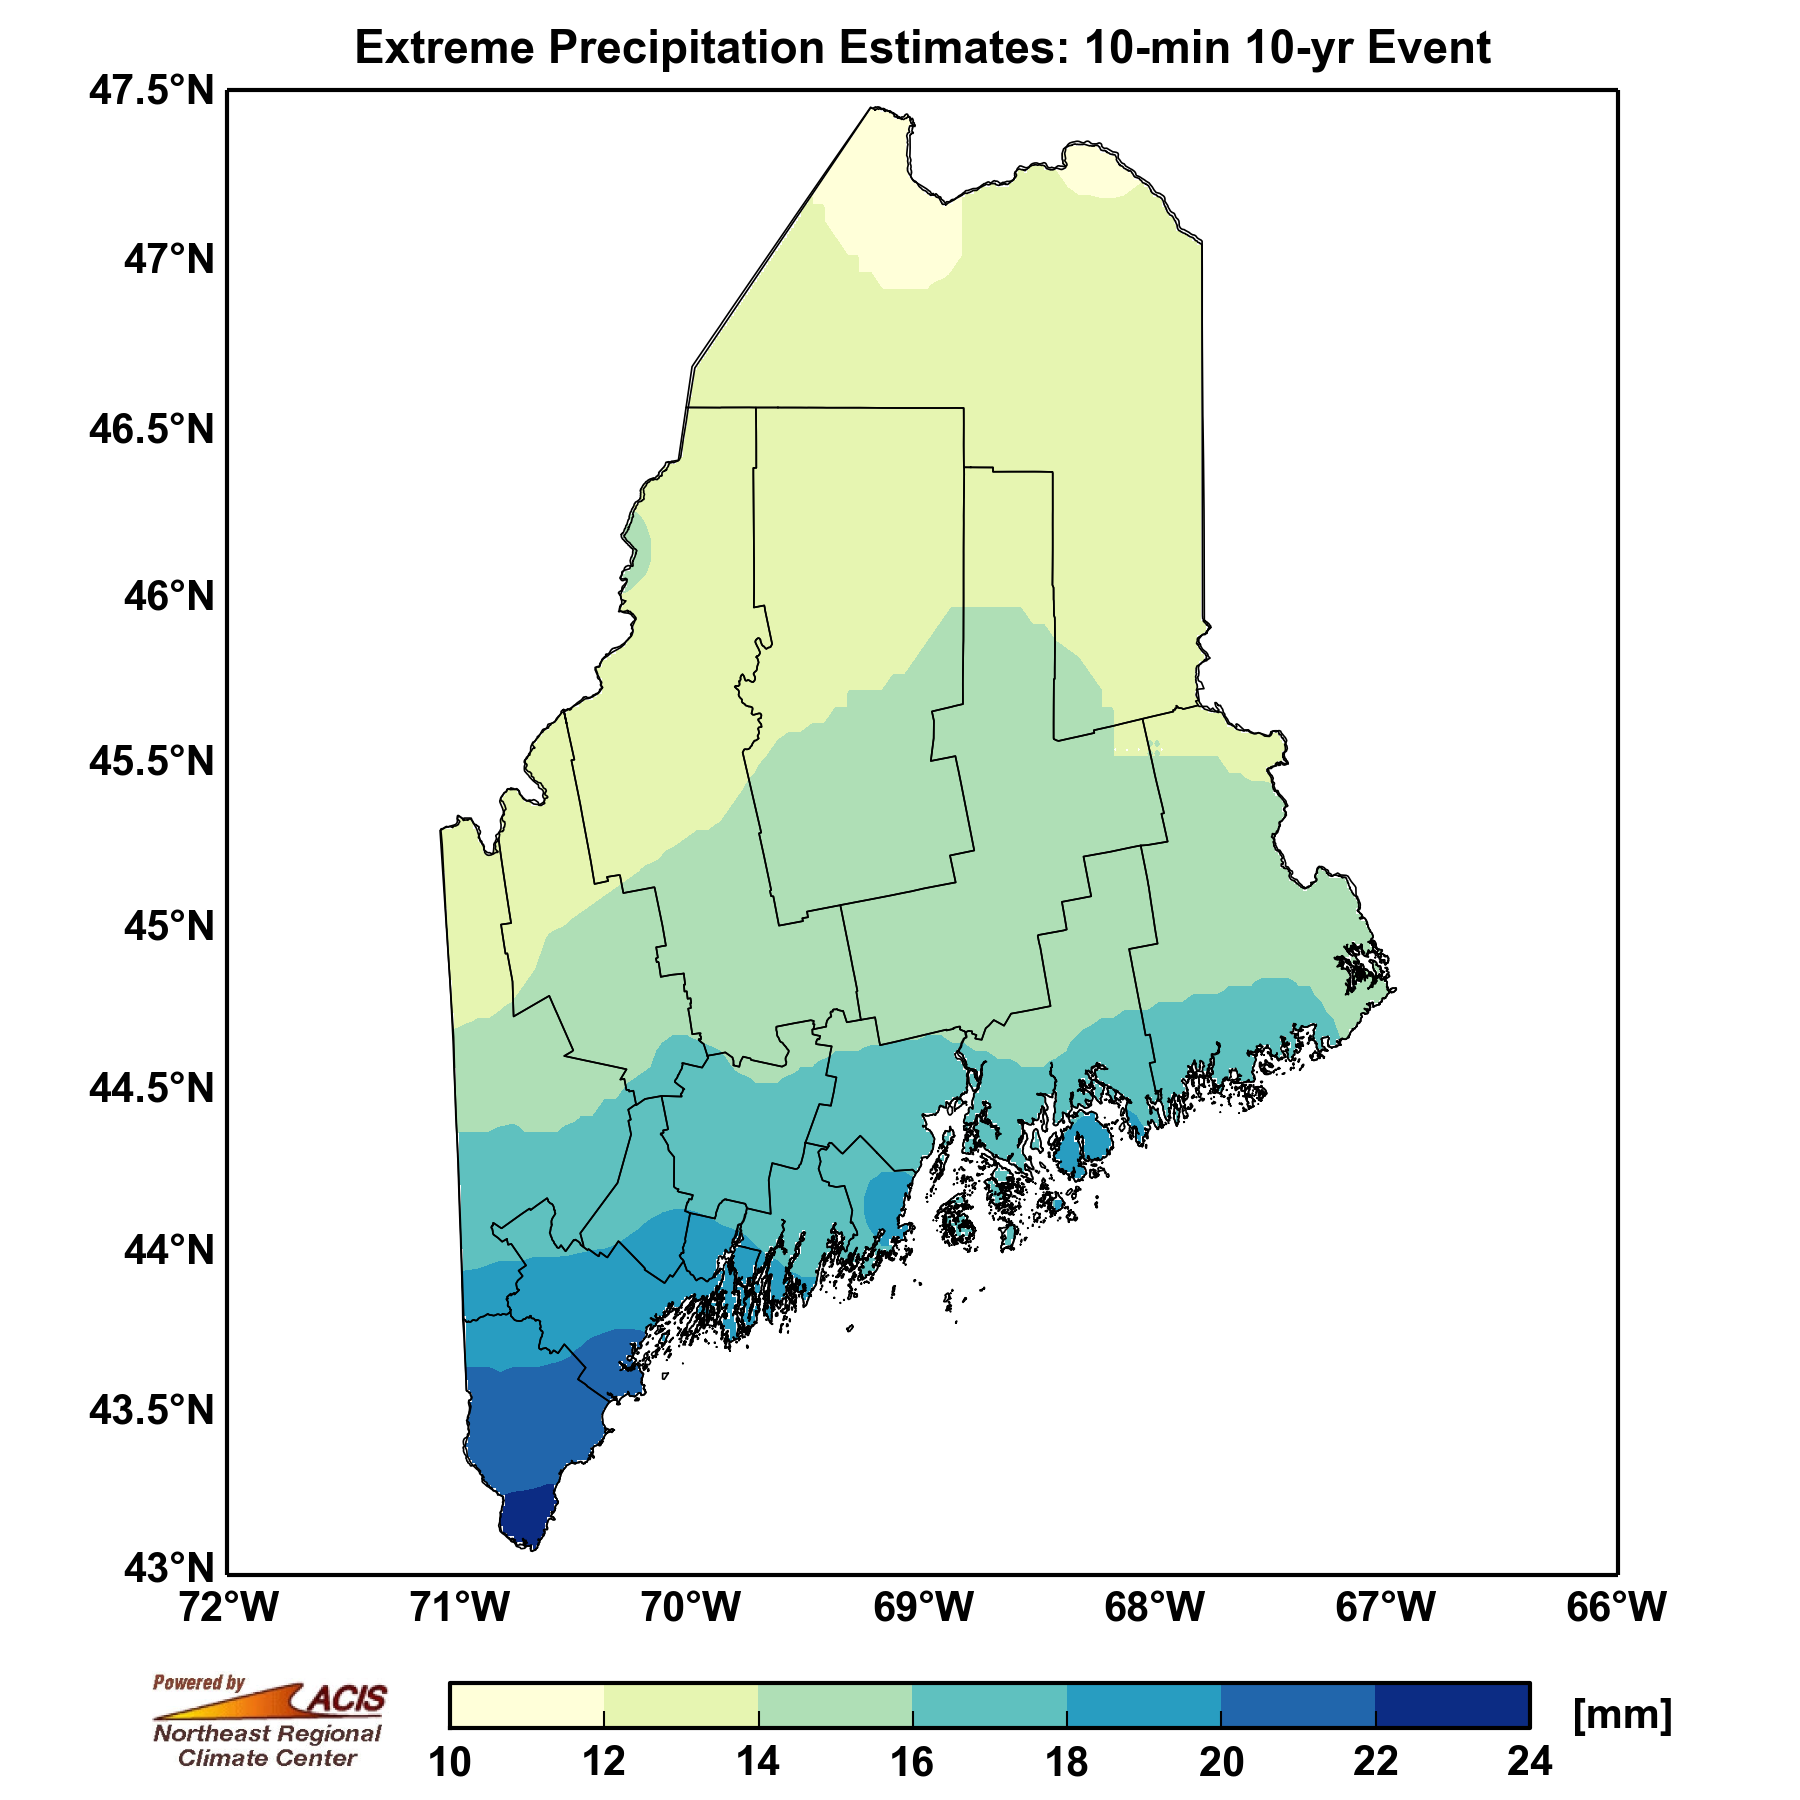 Extreme Precipitation Estimates: 10-min 10-yr Event
47.5°N
47°N
46.5°N
46°N
45.5°N
45°N
44.5°N
44°N
43.5°N
43°N
72°W 71°W 70°W 69°W 68°W 67°W 66°W
Powered by
ACIS
Northeast Regional
Climate Center
[mm]
10 12 14 16 18 20 22 24